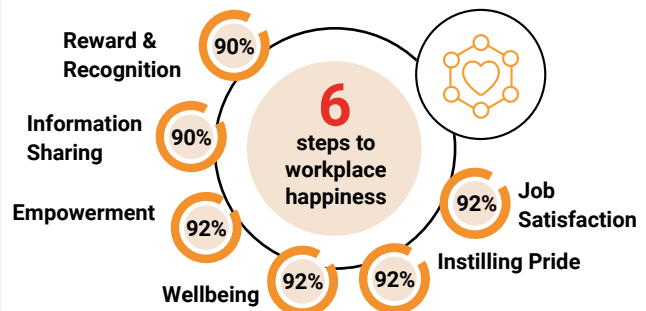 6
steps to
workplace
happiness
Reward &
Recognition
90%
Information
Sharing
90%
Empowerment
92%
Wellbeing
92%
Instilling Pride
92%
Job
Satisfaction
92%